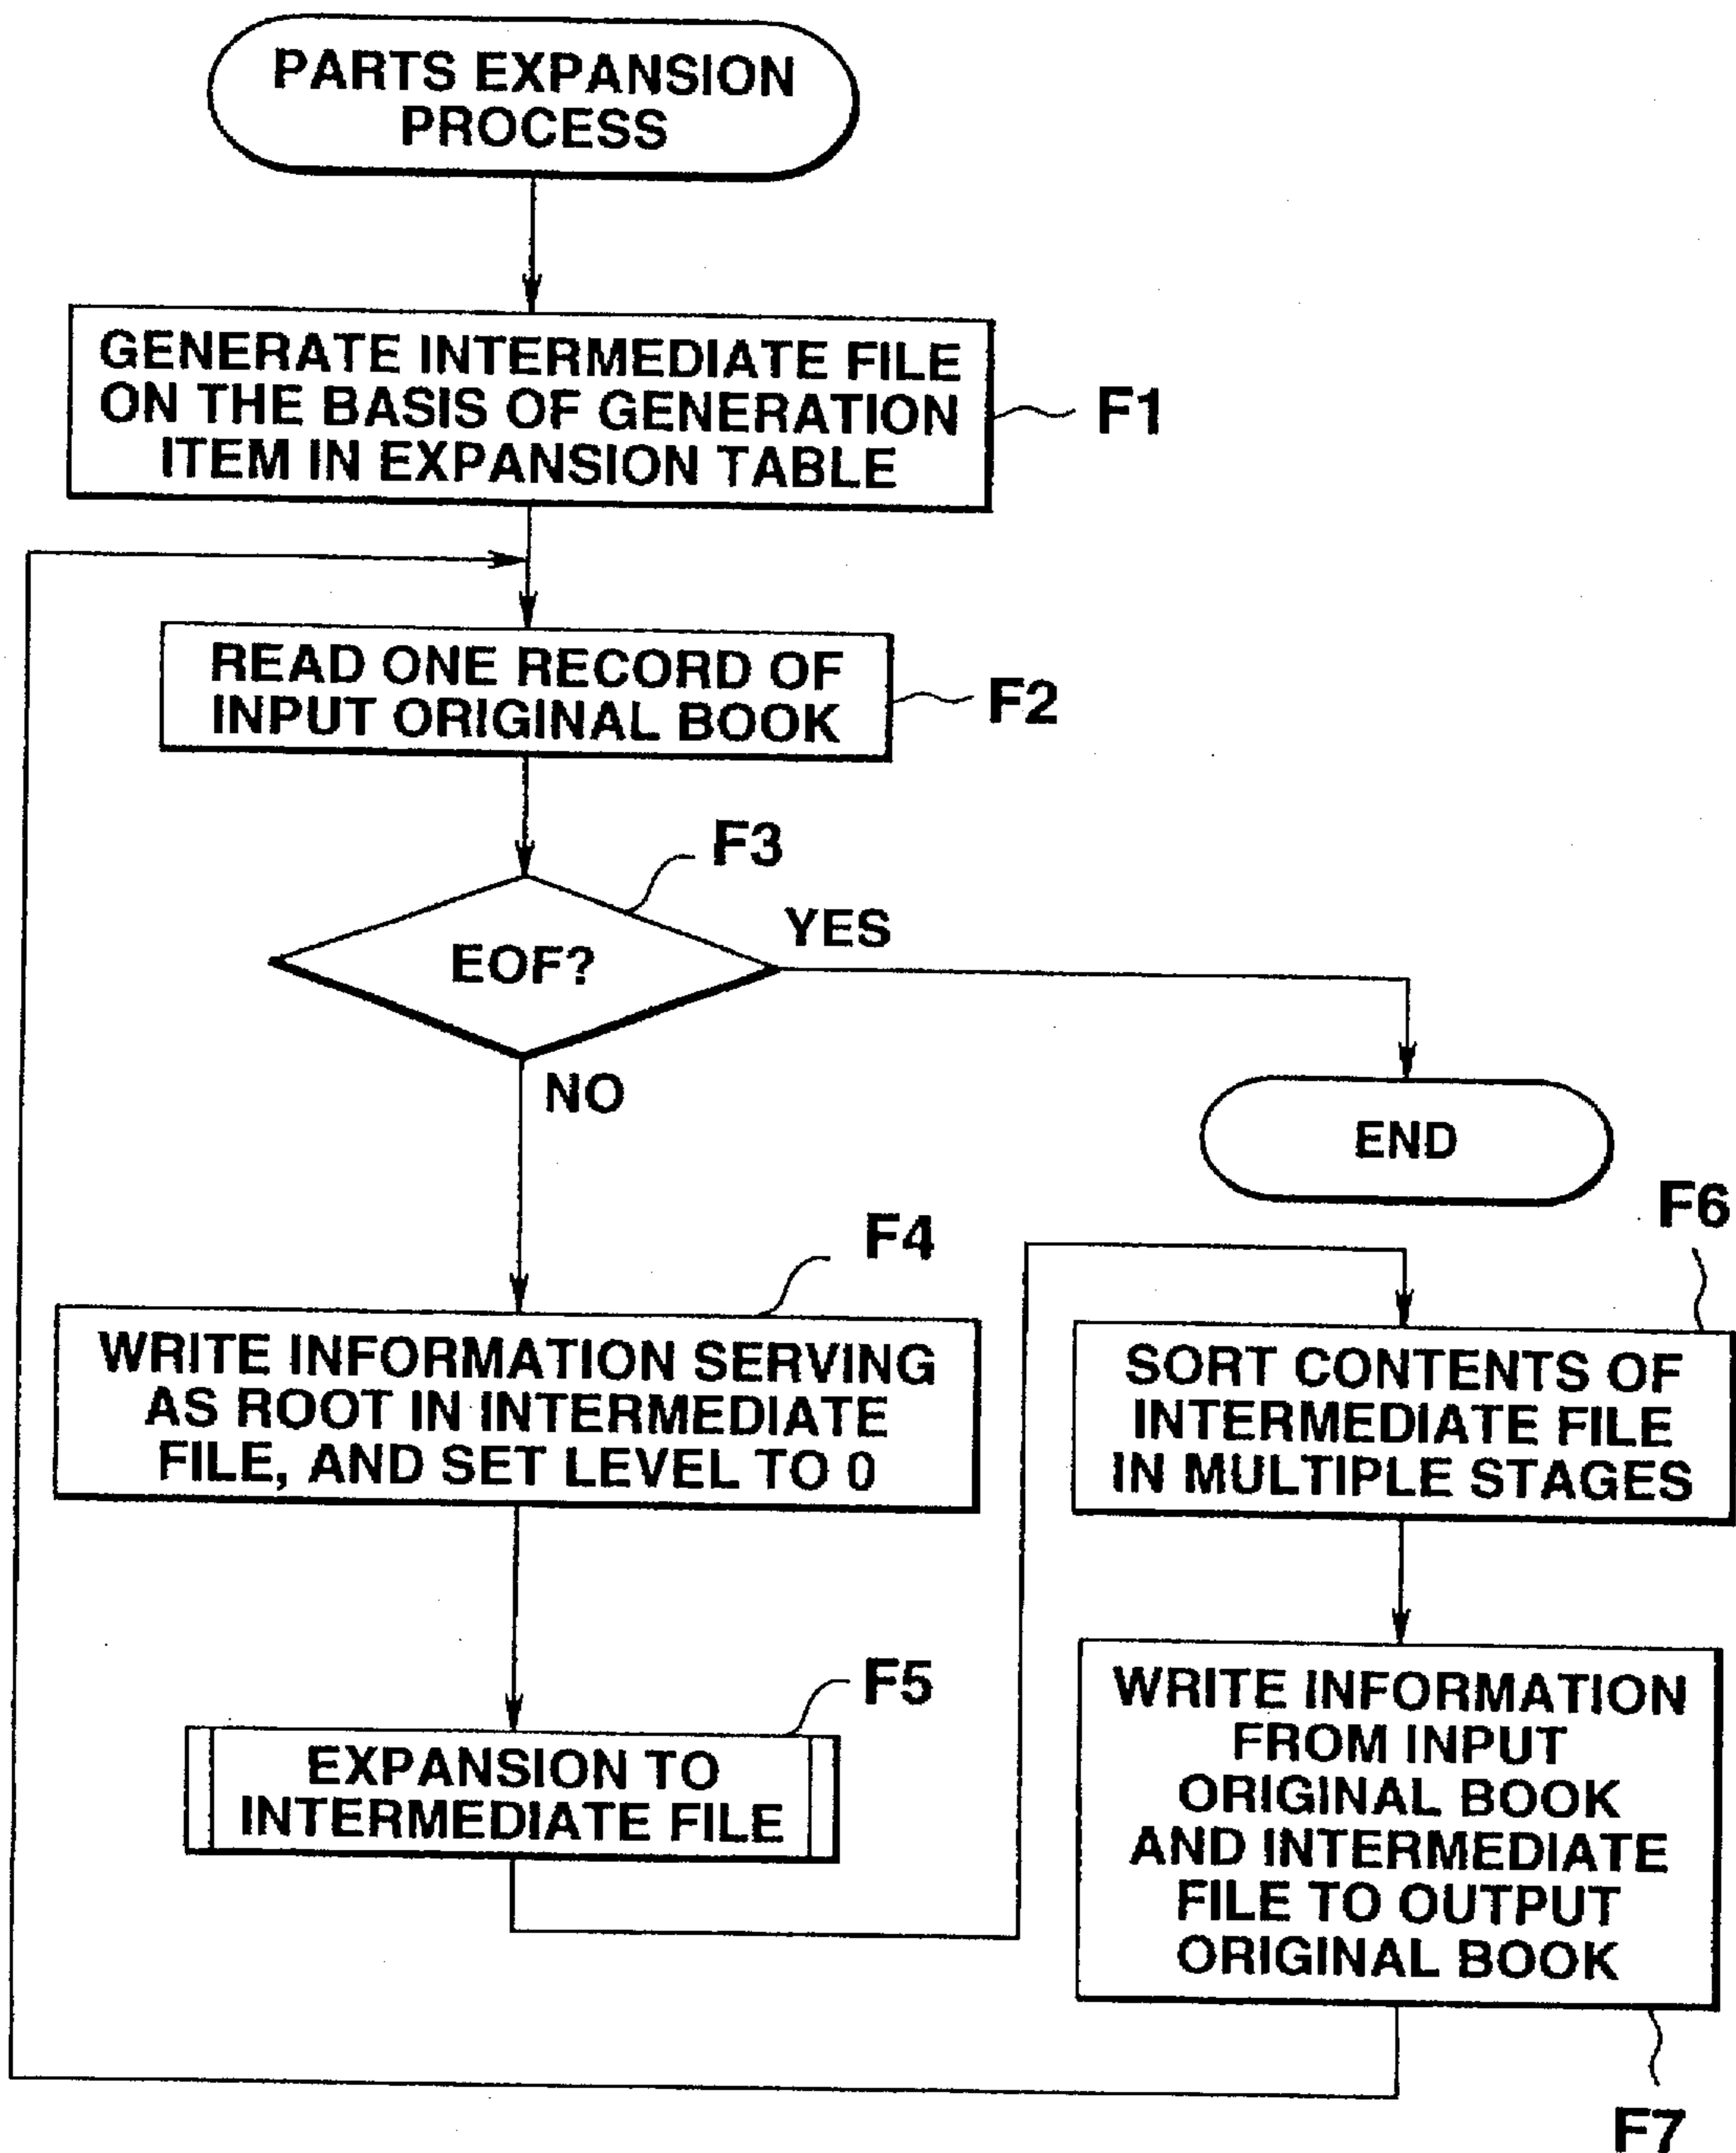 PARTS EXPANSION
PROCESS
GENERATE INTERMEDIATE FILE
ON THE BASIS OF GENERATION
ITEM IN EXPANSION TABLE
F1
READ ONE RECORD OF
INPUT ORIGINAL BOOK
F2
F3
EOF?
YES
NO
END
F4
WRITE INFORMATION SERVING
AS ROOT IN INTERMEDIATE
FILE, AND SET LEVEL TO 0
F5
EXPANSION TO
INTERMEDIATE FILE
F6
SORT CONTENTS OF
INTERMEDIATE FILE
IN MULTIPLE STAGES
WRITE INFORMATION
FROM INPUT
ORIGINAL BOOK
AND INTERMEDIATE
FILE TO OUTPUT
ORIGINAL BOOK
F7